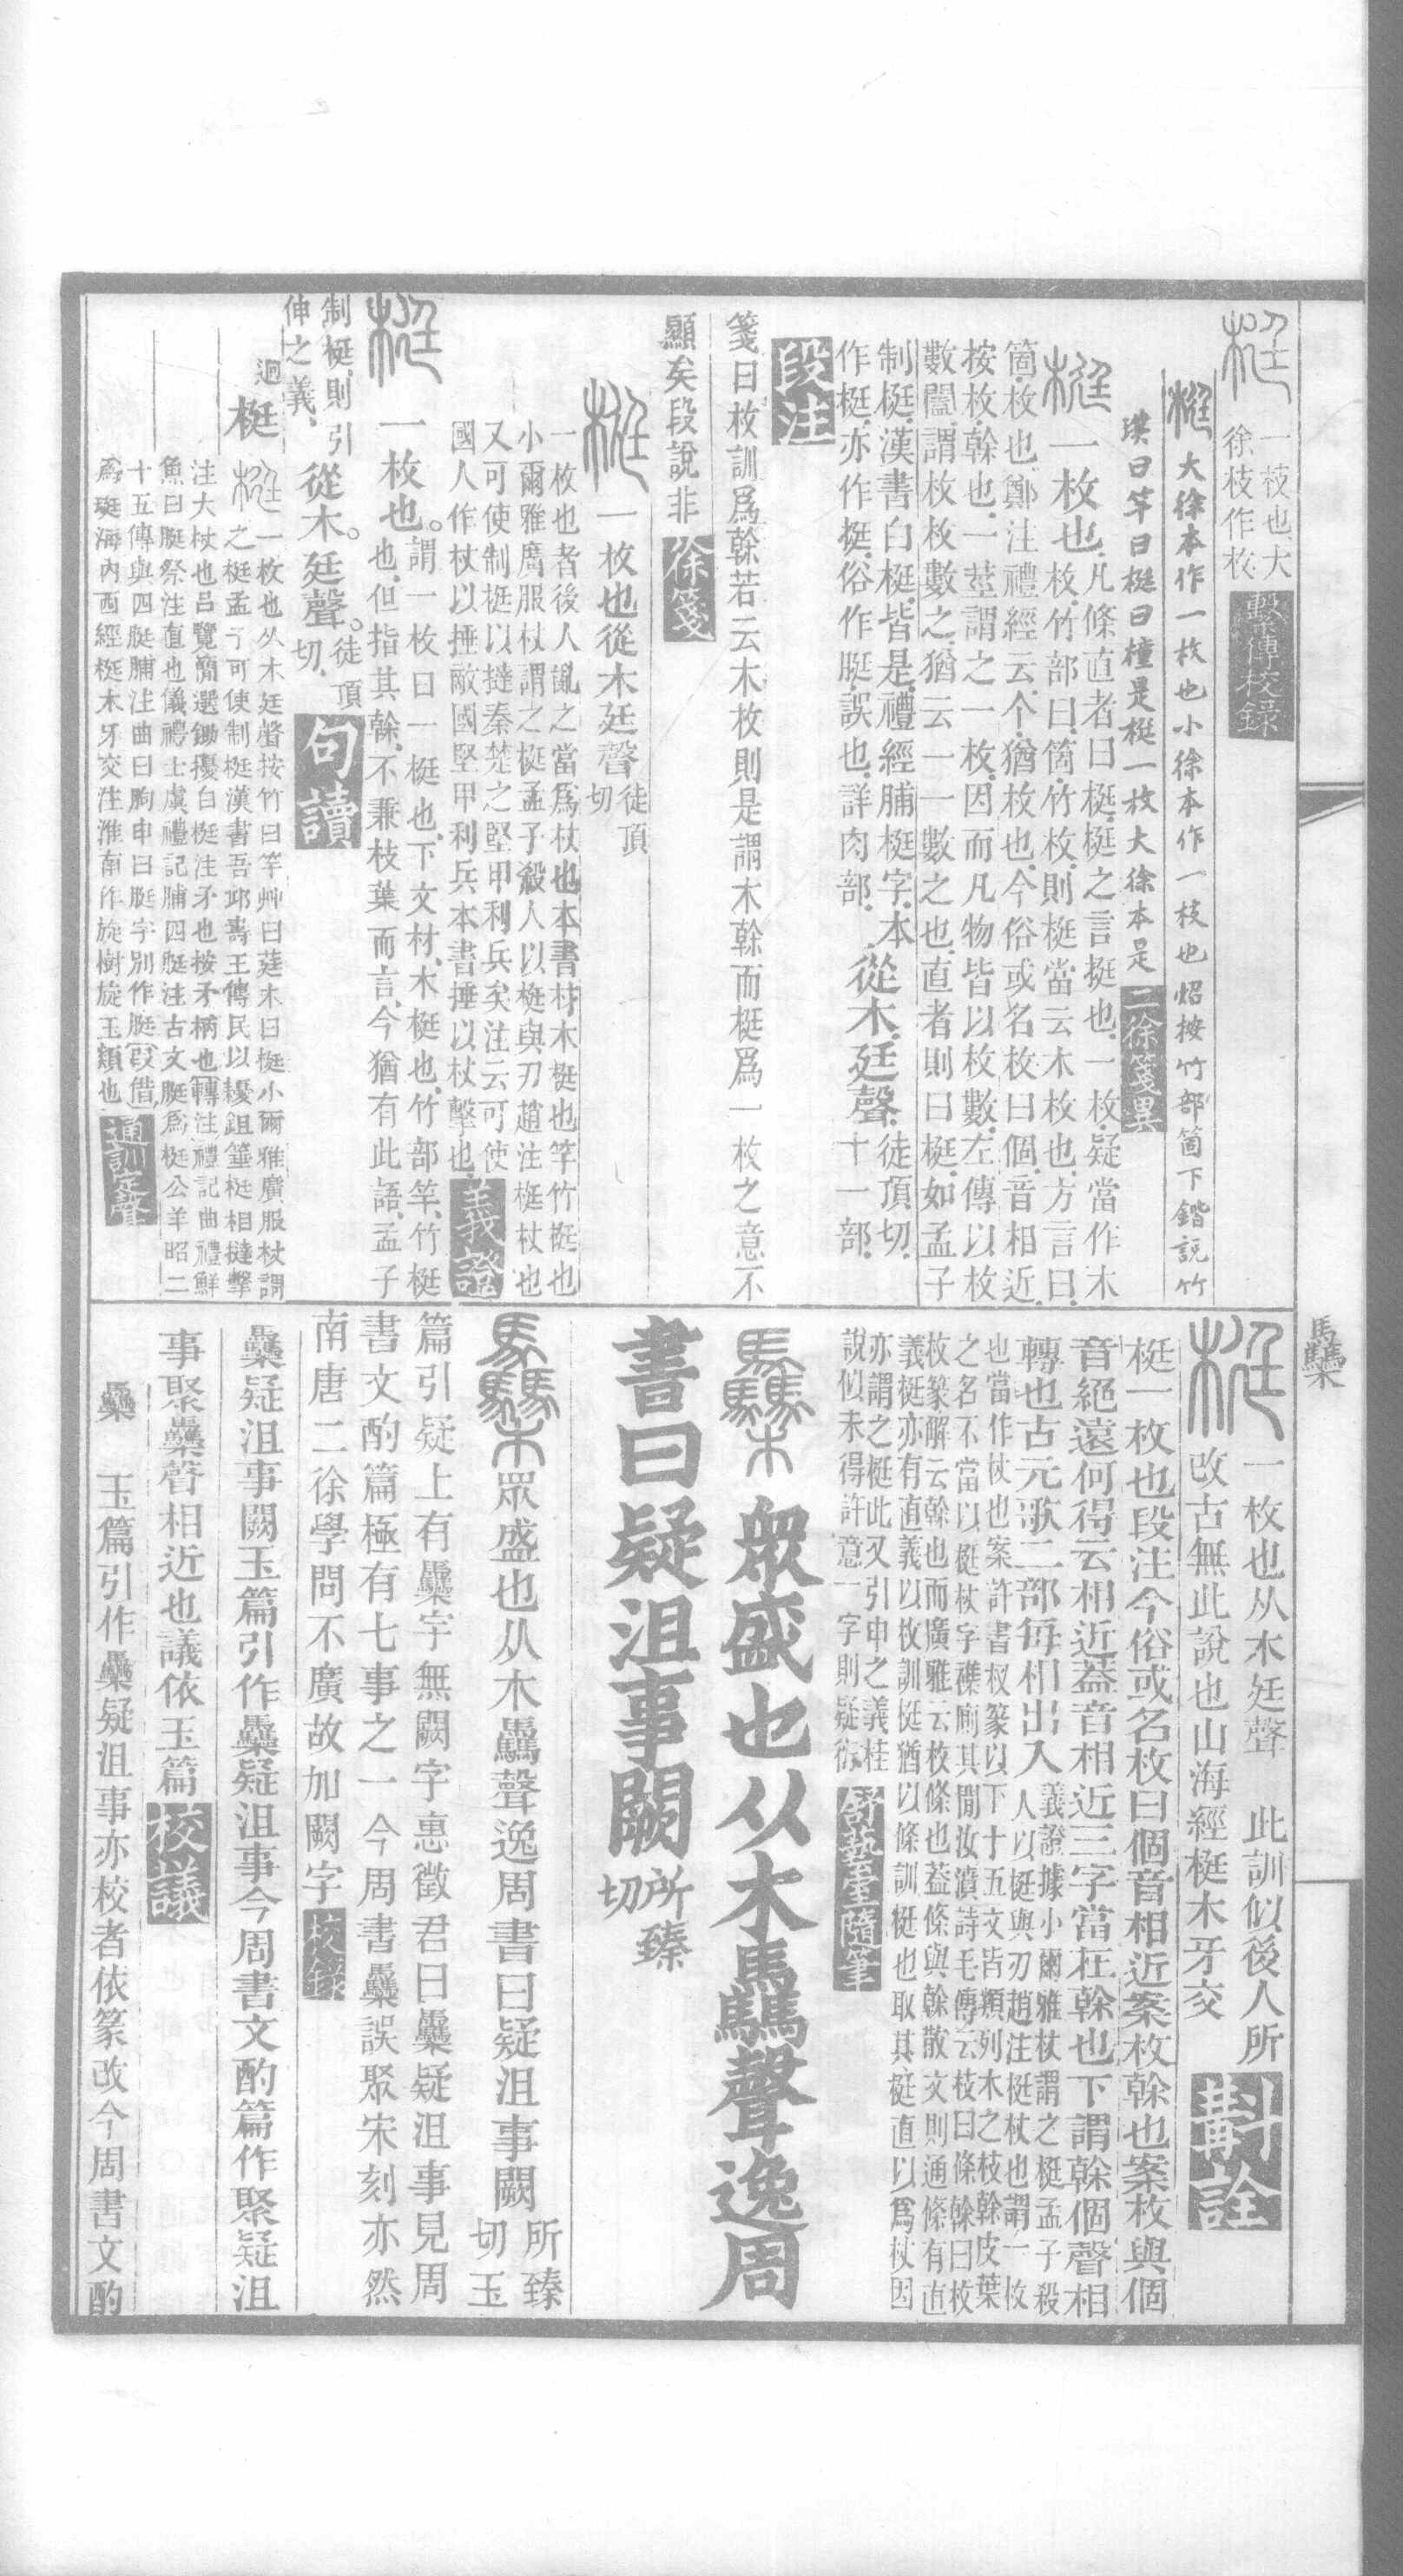 梃 一枝也大
徐枝作枚 繫傳校録
梃 大徐本作一枚也小徐本作一枝也炤按竹部箇下鍇説竹
漢曰竿曰梃曰橦是梃一枚大徐本是 二徐箋異
梃 一枚也凡條直者曰梃梃之言挺也一枚疑當作木
枚竹部曰箇竹枚則梃當云木枚也方言曰
箇枚也鄭注禮經云个猶枚也今俗或名枚曰個音相近
按枚榦也一莖謂之一枚因而凡物皆以枚數左傳以枚
數闔謂枚枚數之猶云一一數之也直者則曰梃如孟子
制梃漢書白梃皆是禮經脯梃字本 從木廷聲 徒頂切
作梃亦作挺俗作脡誤也詳肉部 十一部
段注
箋曰枚訓爲榦若云木枚則是謂木榦而梃爲一枚之意不
顯矣段說非 徐箋
梃 一枚也從木廷聲 徒頂
切
一枚也者後人亂之當爲杖也本書材木梃也竿竹梃也
小爾雅廣服杖謂之梃孟子殺人以梃與刃趙注梃杖也
又可使制梃以撻秦楚之堅甲利兵矣注云可使
國人作杖以捶敵國堅甲利兵本書捶以杖擊也 義證
梃 一枚也 謂一枚曰一梃也下文材木梃也竹部竿竹梃
也但指其榦不兼枝葉而言今猶有此語孟子
制梃則引
伸之義 從木廷聲 徒頂
切 句讀
迥 梃 梃 一枚也从木廷聲按竹曰竿艸曰莛木曰梃小爾雅廣服杖謂
之梃孟子可使制梃漢書吾邱壽王傳民以耰鉏箠梃相撻擊
注大杖也吕覽簡選鋤擾白梃注矛也按矛柄也轉注禮記曲禮鮮
魚曰脡祭注直也儀禮士虞禮記脯四脡注古文脡爲梃公羊昭二
十五傳與四脡脯注曲曰朐申曰脡字別作脡 叚借
爲珽海內西經梃木牙交注淮南作旋樹旋玉類也 通訓定聲
梃 一枚也从木廷聲 此訓似後人所
改古無此說也山海經梃木牙交 斠詮
梃一枚也段注今俗或名枚曰個音相近案枚榦也案枚與個
音絕遠何得云相近葢音相近三字當在榦也下謂榦個聲相
轉也古元歌二部每相出入 義證據小爾雅杖謂之梃孟子殺
人以梃與刃趙注梃杖也謂一枚
也當作杖也案許書杈篆以下十五文皆類列木之枝榦皮葉
之名不當以梃杖字襍廁其閒汝濆詩毛傳云枝曰條榦曰枚
枚篆解云榦也而廣雅云枚條也葢條與榦散文則通條有直
義梃亦有直義以枚訓梃猶以條訓梃也取其挺直以爲杖因
亦謂之梃此又引申之義桂
說似未得許意一字則疑衍 舒藝室隨筆
𣡸
𣡸 衆盛也从木驫聲逸周
書曰疑沮事闕 所臻
切
𣡸 眾盛也从木驫聲逸周書曰疑沮事闕 所臻
切 玉
篇引疑上有𣡸字無闕字惠徵君曰𣡸疑沮事見周
書文酌篇極有七事之一今周書𣡸誤聚宋刻亦然
南唐二徐學問不廣故加闕字 校録
𣡸疑沮事闕玉篇引作𣡸疑沮事今周書文酌篇作聚疑沮
事聚𣡸聲相近也議依玉篇 校議
𣡸 玉篇引作𣡸疑沮事亦校者依篆改今周書文酌